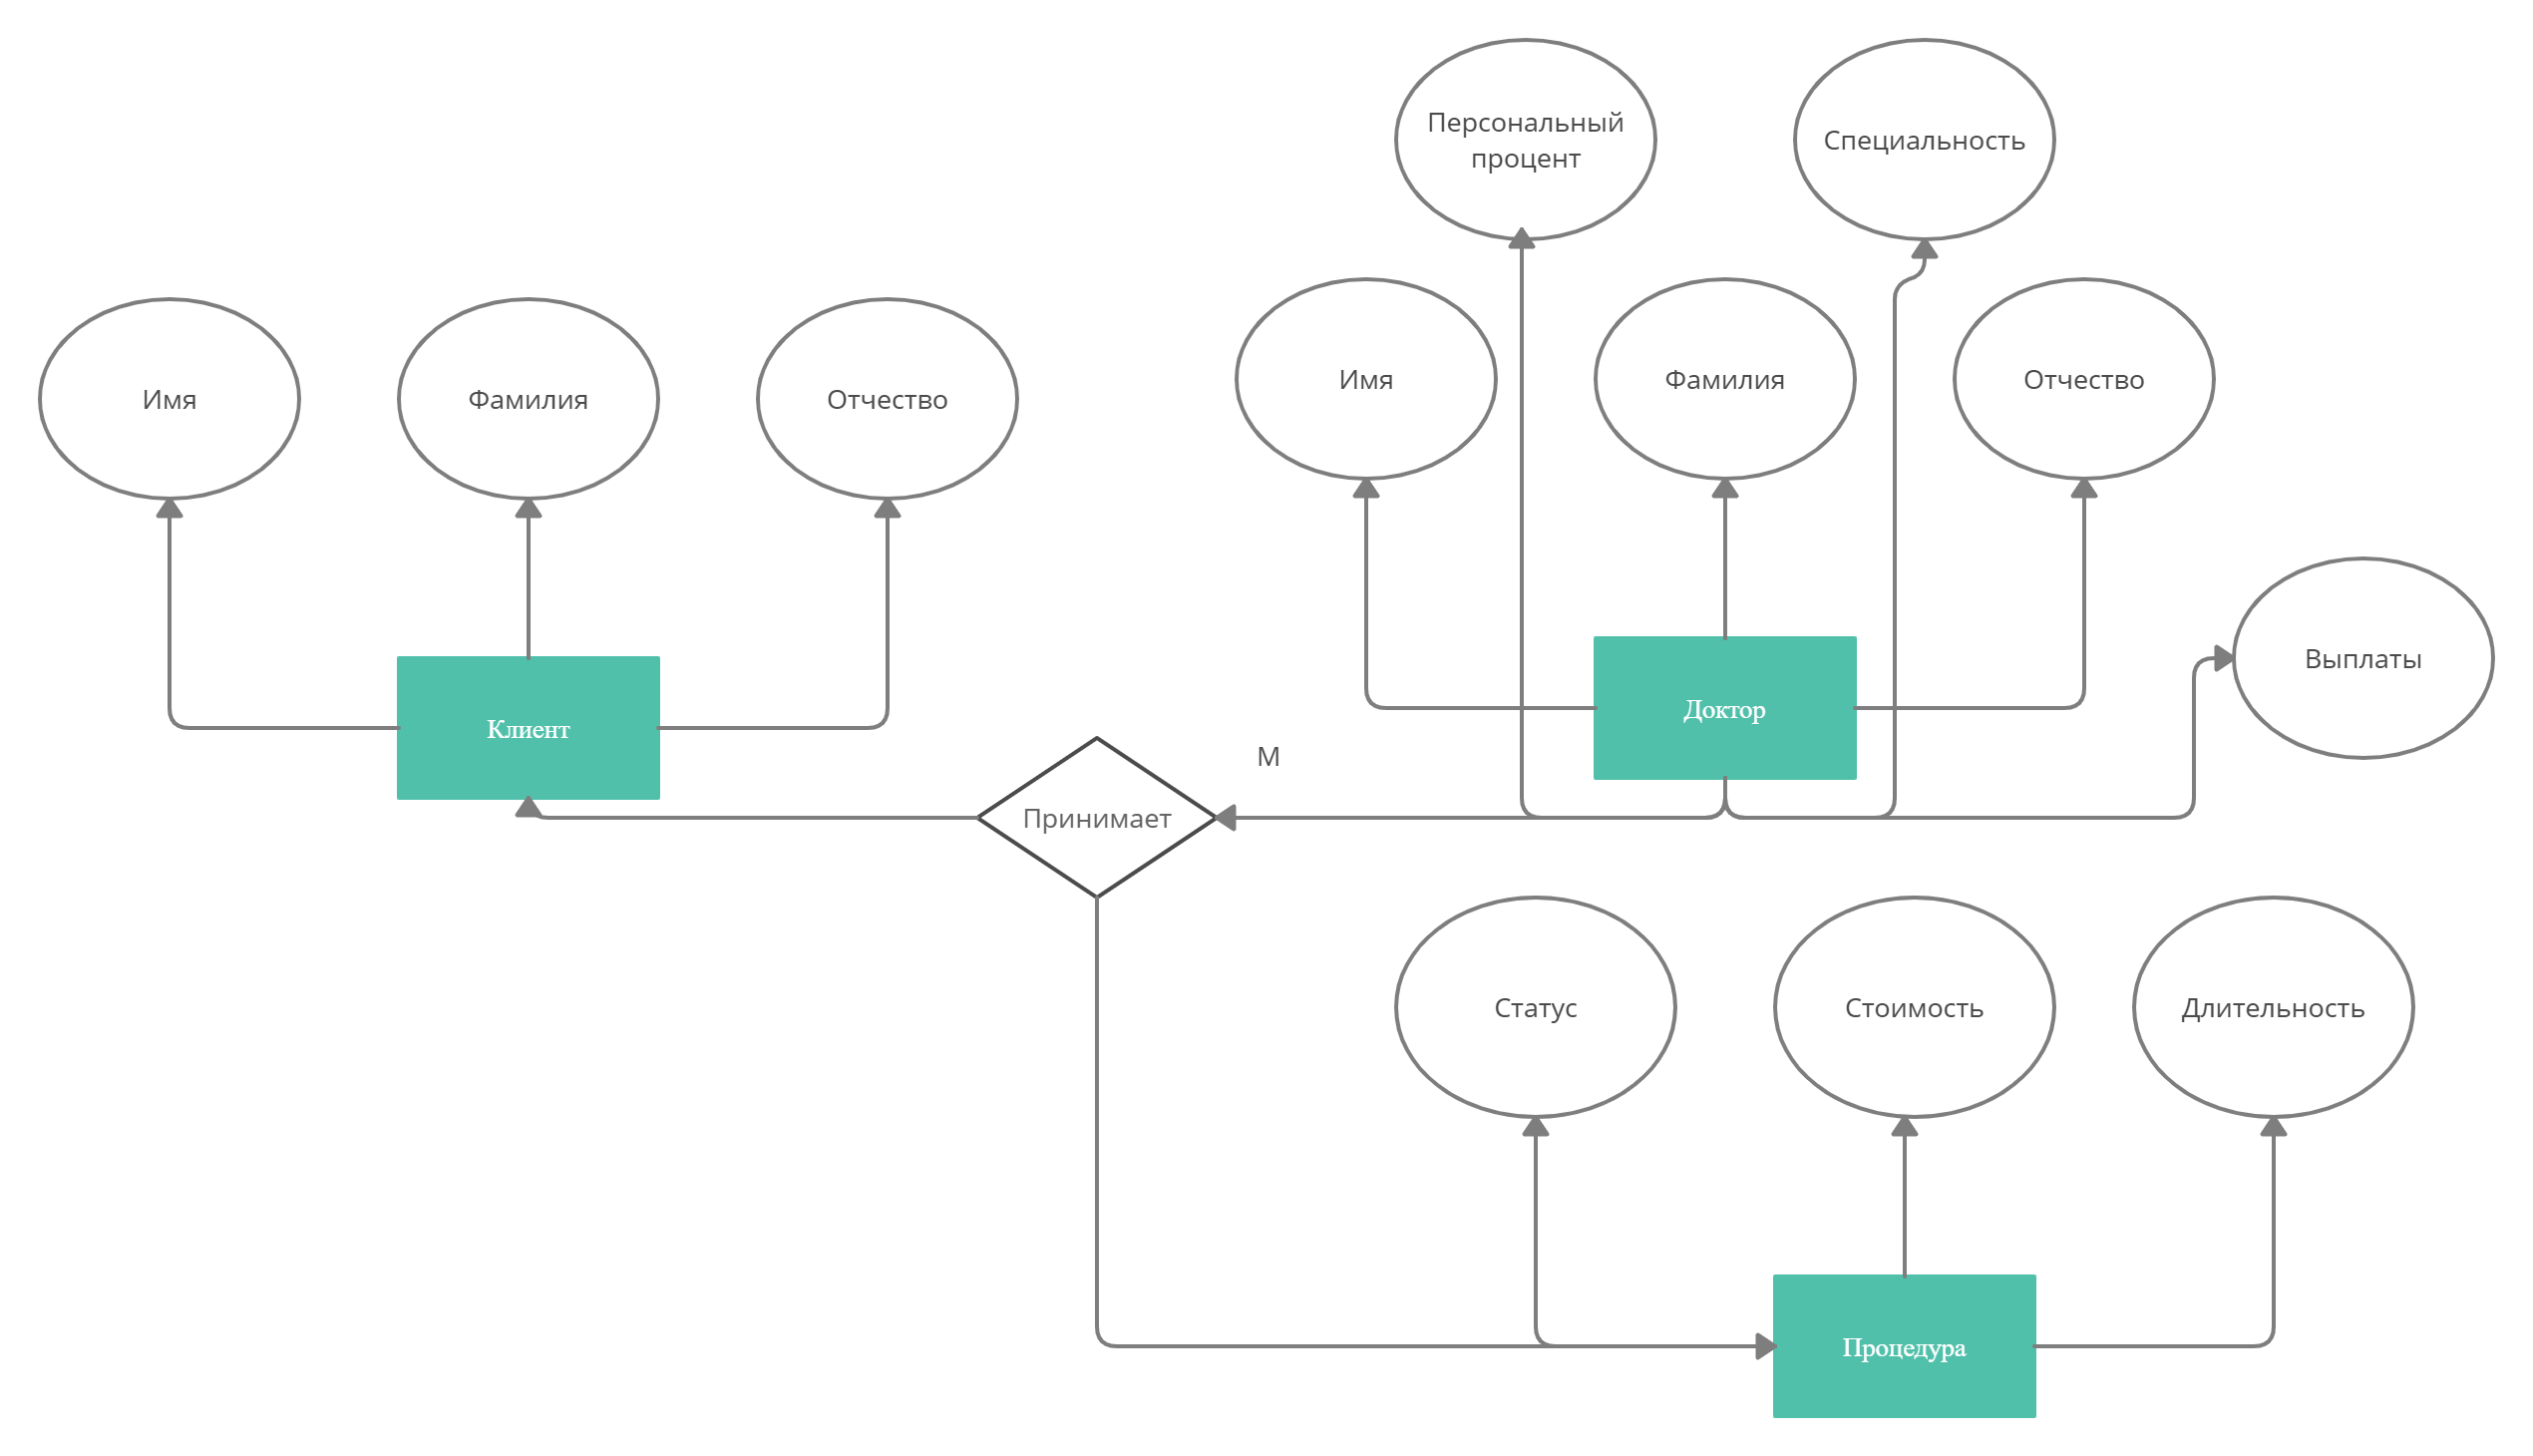 Персональный
процент
Специальность
Имя
Фамилия
Отчество
Имя
Фамилия
Отчество
Выплаты
Клиент
Доктор
М
Принимает
Статус
Стоимость
Длительность
Процедура